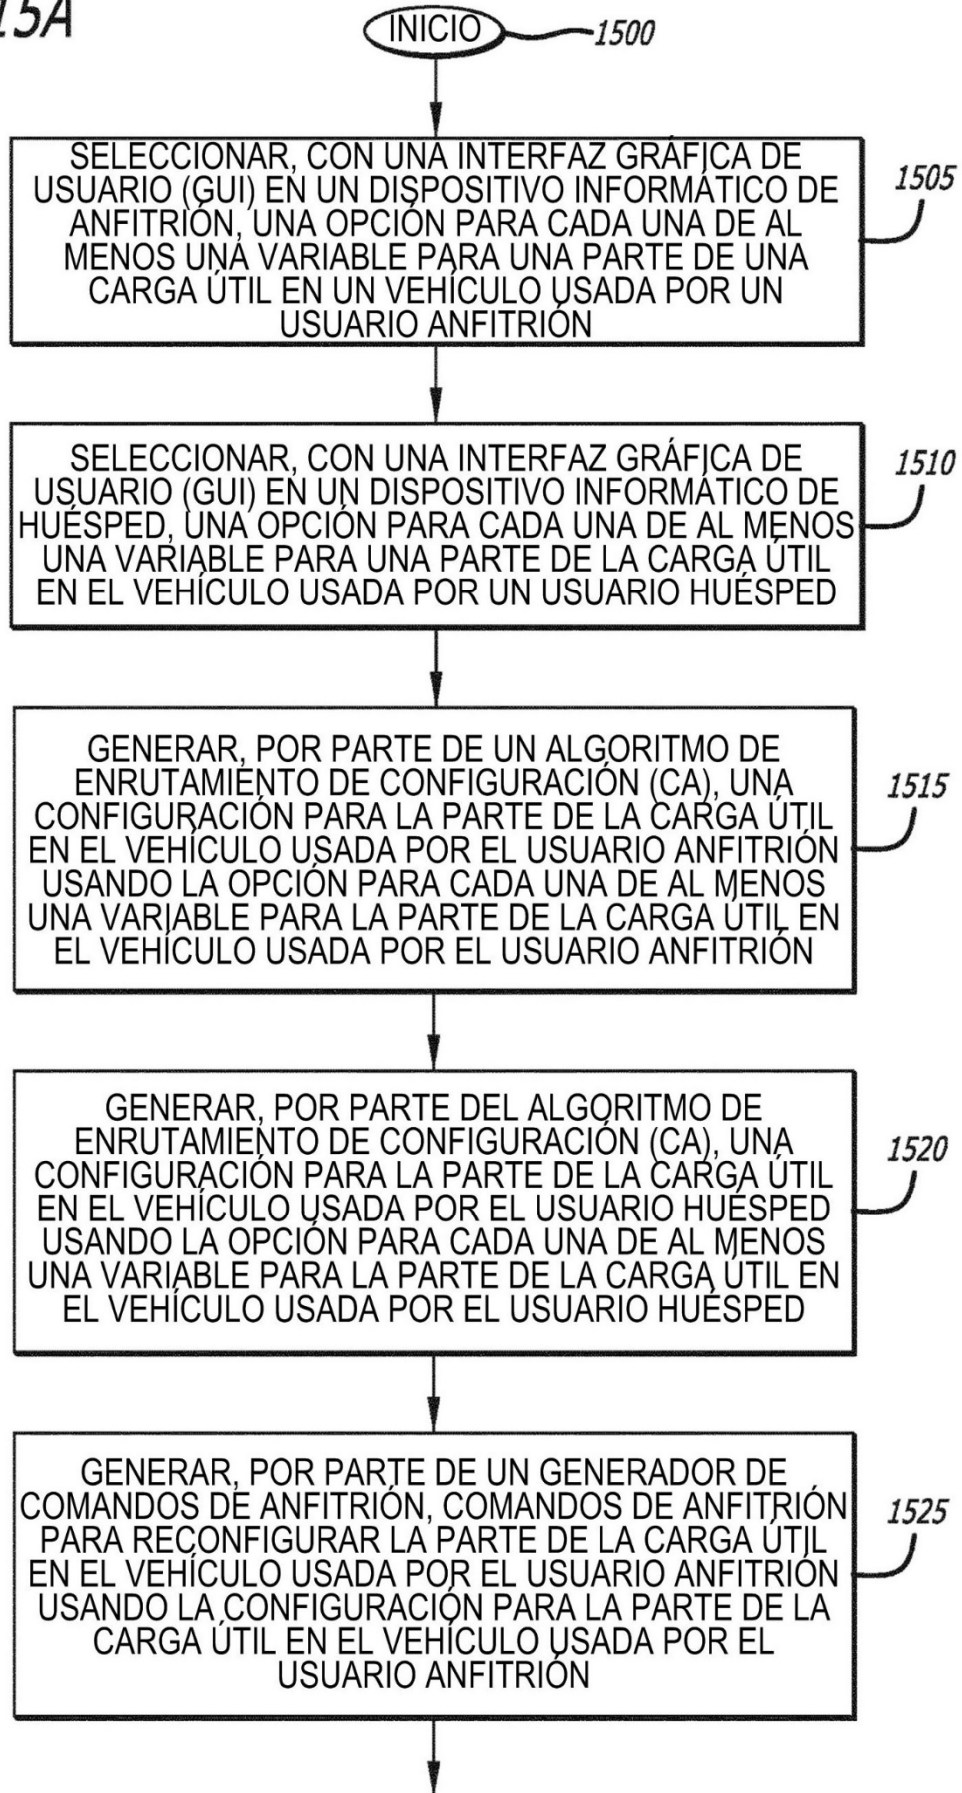 15A
INICIO
1500
SELECCIONAR, CON UNA INTERFAZ GRÁFICA DE
USUARIO (GUI) EN UN DISPOSITIVO INFORMÁTICO DE
ANFITRIÓN, UNA OPCIÓN PARA CADA UNA DE AL
MENOS UNA VARIABLE PARA UNA PARTE DE UNA
CARGA ÚTIL EN UN VEHÍCULO USADA POR UN
USUARIO ANFITRIÓN
1505
SELECCIONAR, CON UNA INTERFAZ GRÁFICA DE
USUARIO (GUI) EN UN DISPOSITIVO INFORMÁTICO DE
HUÉSPED, UNA OPCIÓN PARA CADA UNA DE AL MENOS
UNA VARIABLE PARA UNA PARTE DE LA CARGA ÚTIL
EN EL VEHÍCULO USADA POR UN USUARIO HUÉSPED
1510
GENERAR, POR PARTE DE UN ALGORITMO DE
ENRUTAMIENTO DE CONFIGURACIÓN (CA), UNA
CONFIGURACIÓN PARA LA PARTE DE LA CARGA ÚTIL
EN EL VEHÍCULO USADA POR EL USUARIO ANFITRIÓN
USANDO LA OPCIÓN PARA CADA UNA DE AL MENOS
UNA VARIABLE PARA LA PARTE DE LA CARGA ÚTIL EN
EL VEHÍCULO USADA POR EL USUARIO ANFITRIÓN
1515
GENERAR, POR PARTE DEL ALGORITMO DE
ENRUTAMIENTO DE CONFIGURACIÓN (CA), UNA
CONFIGURACIÓN PARA LA PARTE DE LA CARGA ÚTIL
EN EL VEHÍCULO USADA POR EL USUARIO HUÉSPED
USANDO LA OPCIÓN PARA CADA UNA DE AL MENOS
UNA VARIABLE PARA LA PARTE DE LA CARGA ÚTIL EN
EL VEHÍCULO USADA POR EL USUARIO HUÉSPED
1520
GENERAR, POR PARTE DE UN GENERADOR DE
COMANDOS DE ANFITRIÓN, COMANDOS DE ANFITRIÓN
PARA RECONFIGURAR LA PARTE DE LA CARGA ÚTIL
EN EL VEHÍCULO USADA POR EL USUARIO ANFITRIÓN
USANDO LA CONFIGURACIÓN PARA LA PARTE DE LA
CARGA ÚTIL EN EL VEHÍCULO USADA POR EL
USUARIO ANFITRIÓN
1525